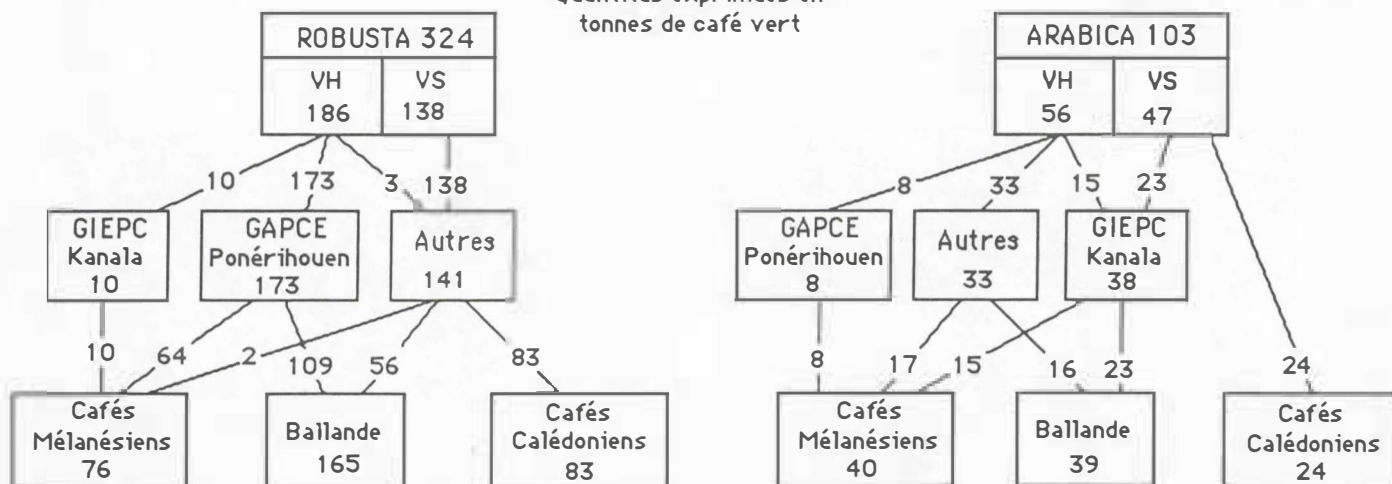 tonnes de café vert
ROBUSTA 324
VH VS
186 138
10 173 3 138
GIEPC
Kanala
10
GAPCE
Ponérihouen
173
Autres
141
10 64 2 109 56 83
Cafés
Mélanésiens
76
Ballande
165
Cafés
Calédoniens
83
ARABICA 103
VH VS
56 47
8 33 15 23
GAPCE
Ponérihouen
8
Autres
33
GIEPC
Kanala
38
8 17 15 16 23 24
Cafés
Mélanésiens
40
Ballande
39
Cafés
Calédoniens
24